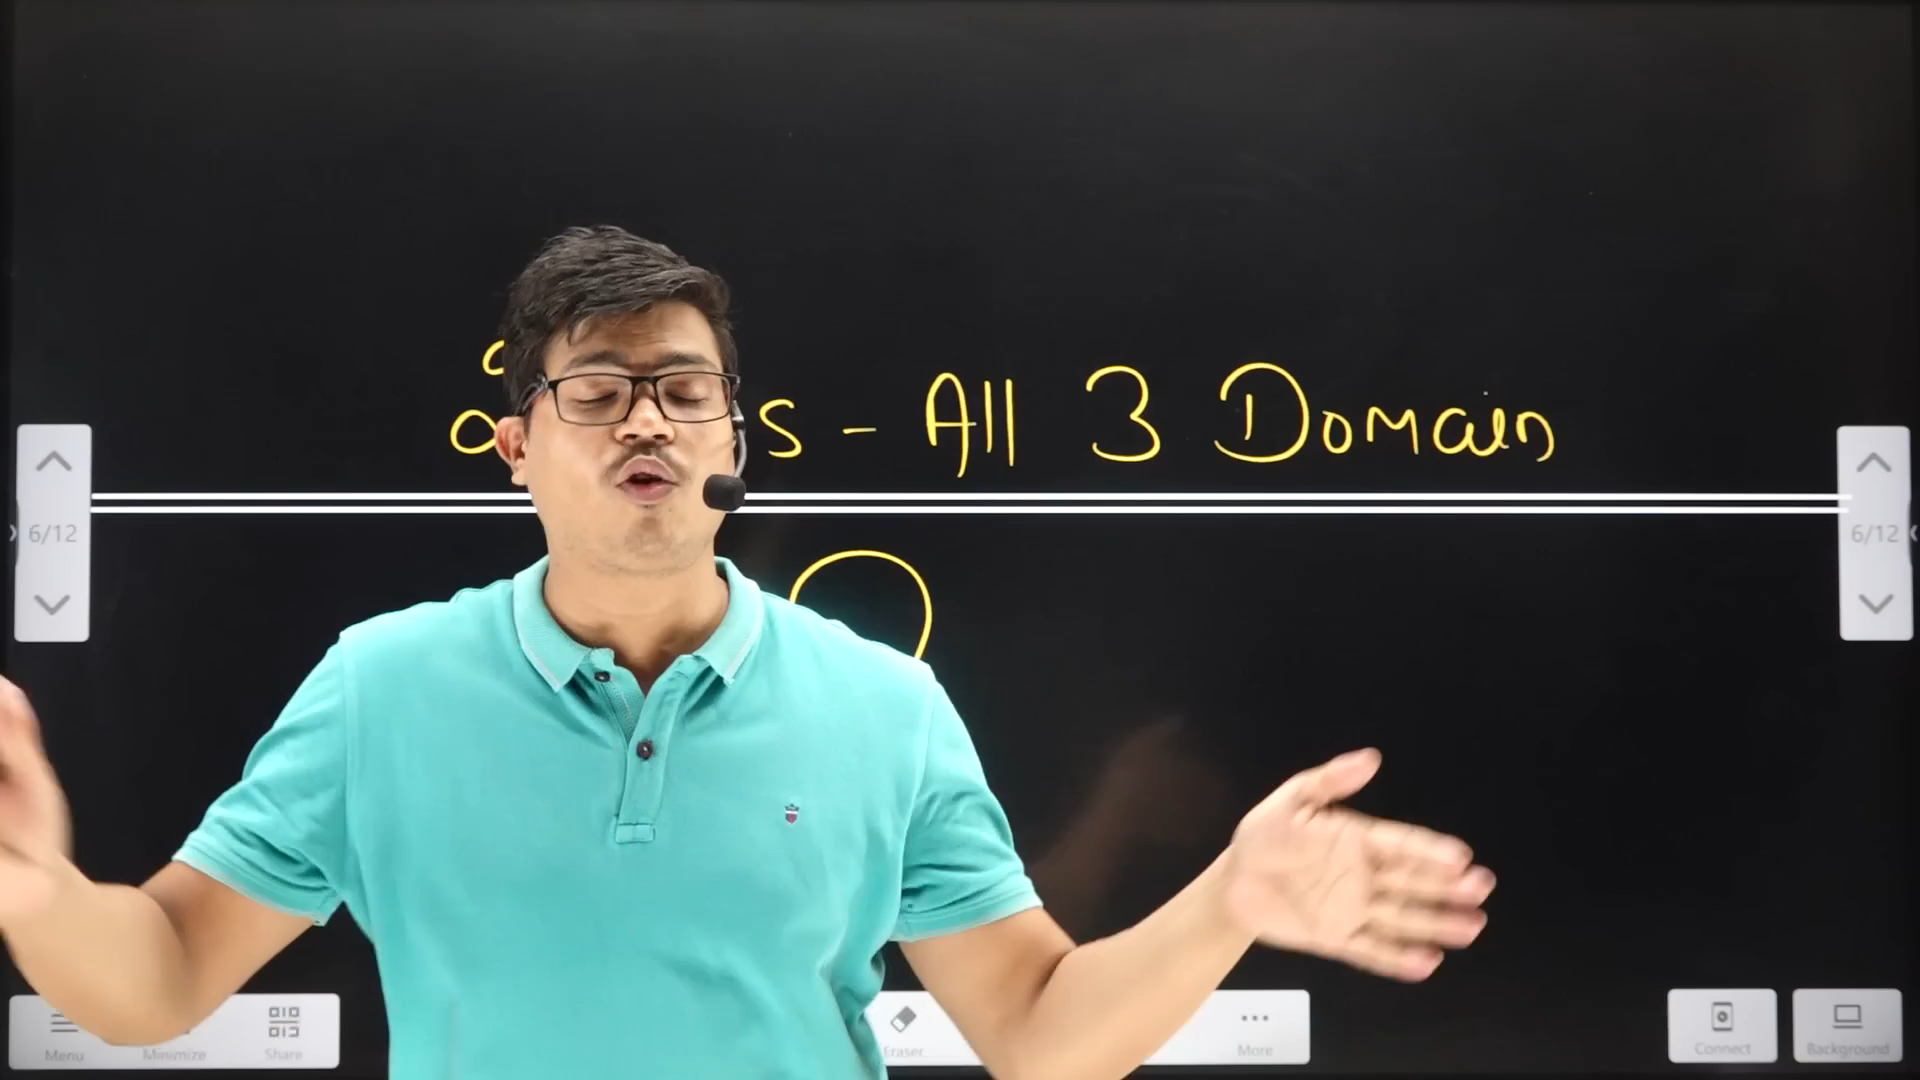 s - All 3 Domain
6/12
6/12
Menu Minimize Share Eraser More Connect Background